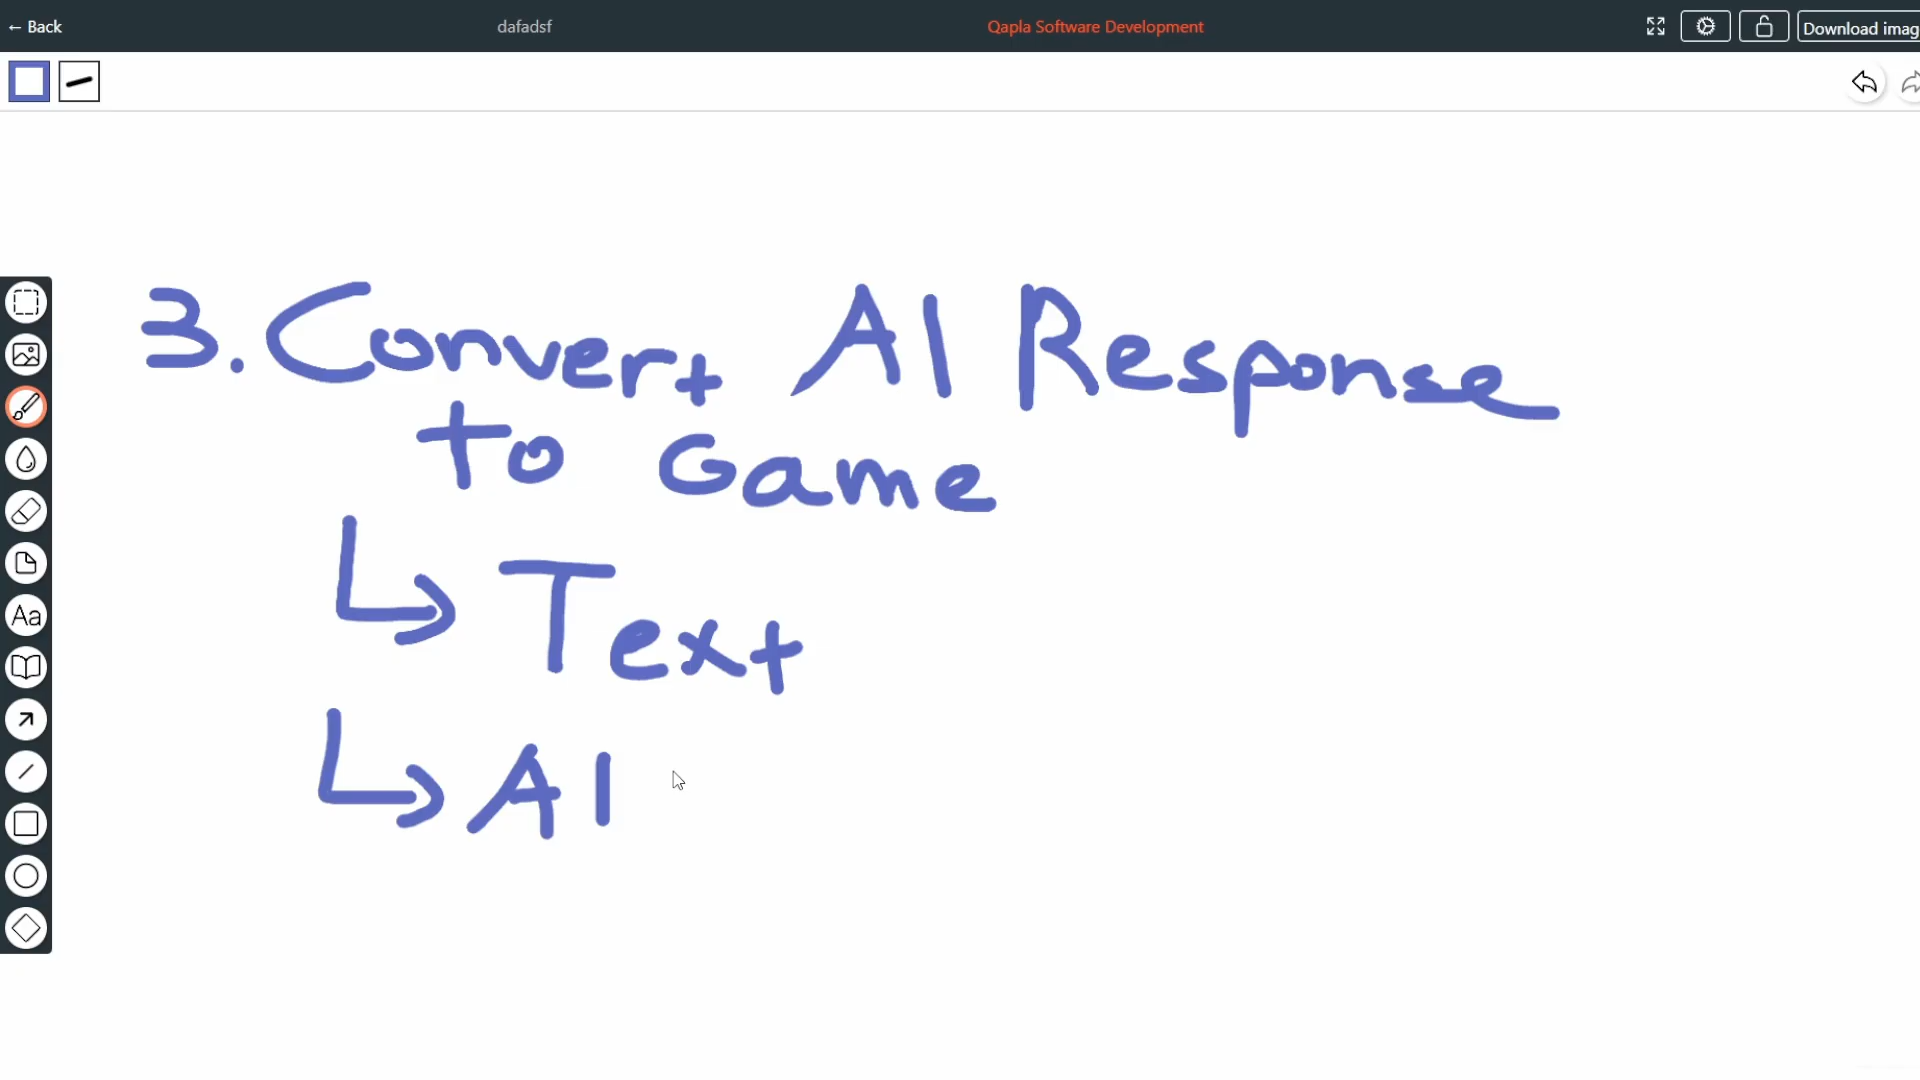 ← Back
dafadsf
Qapla Software Development
Download imag
Aa
3. Convert AI Response
to Game
Text
AI